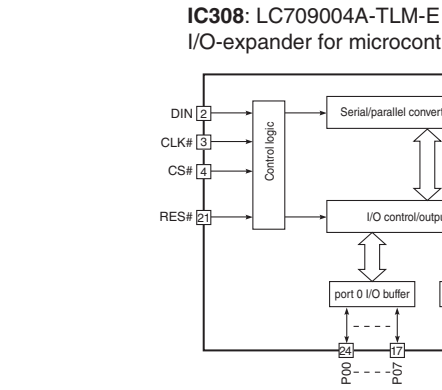 IC308: LC709004A-TLM-E
I/O-expander for microcont
DIN 2
CLK# 3
CS# 4
RES# 21
Control logic
Serial/parallel convert
I/O control/outpu
port 0 I/O buffer
24 17
P00 P07